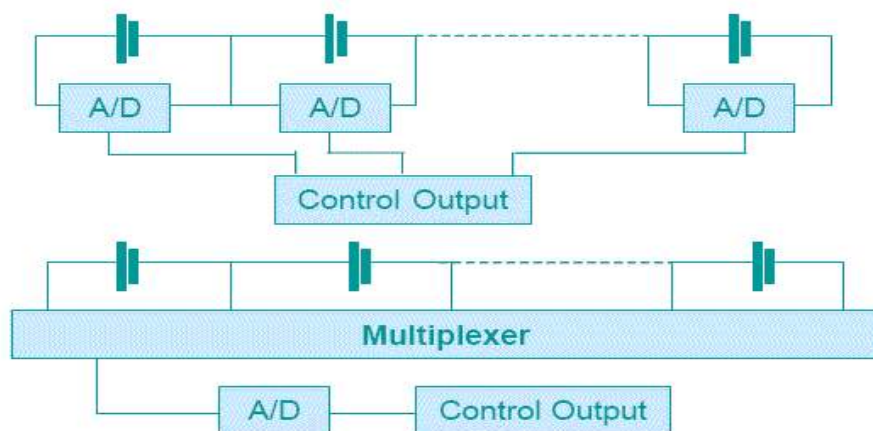 A/D
A/D
A/D
Control Output
Multiplexer
A/D
Control Output